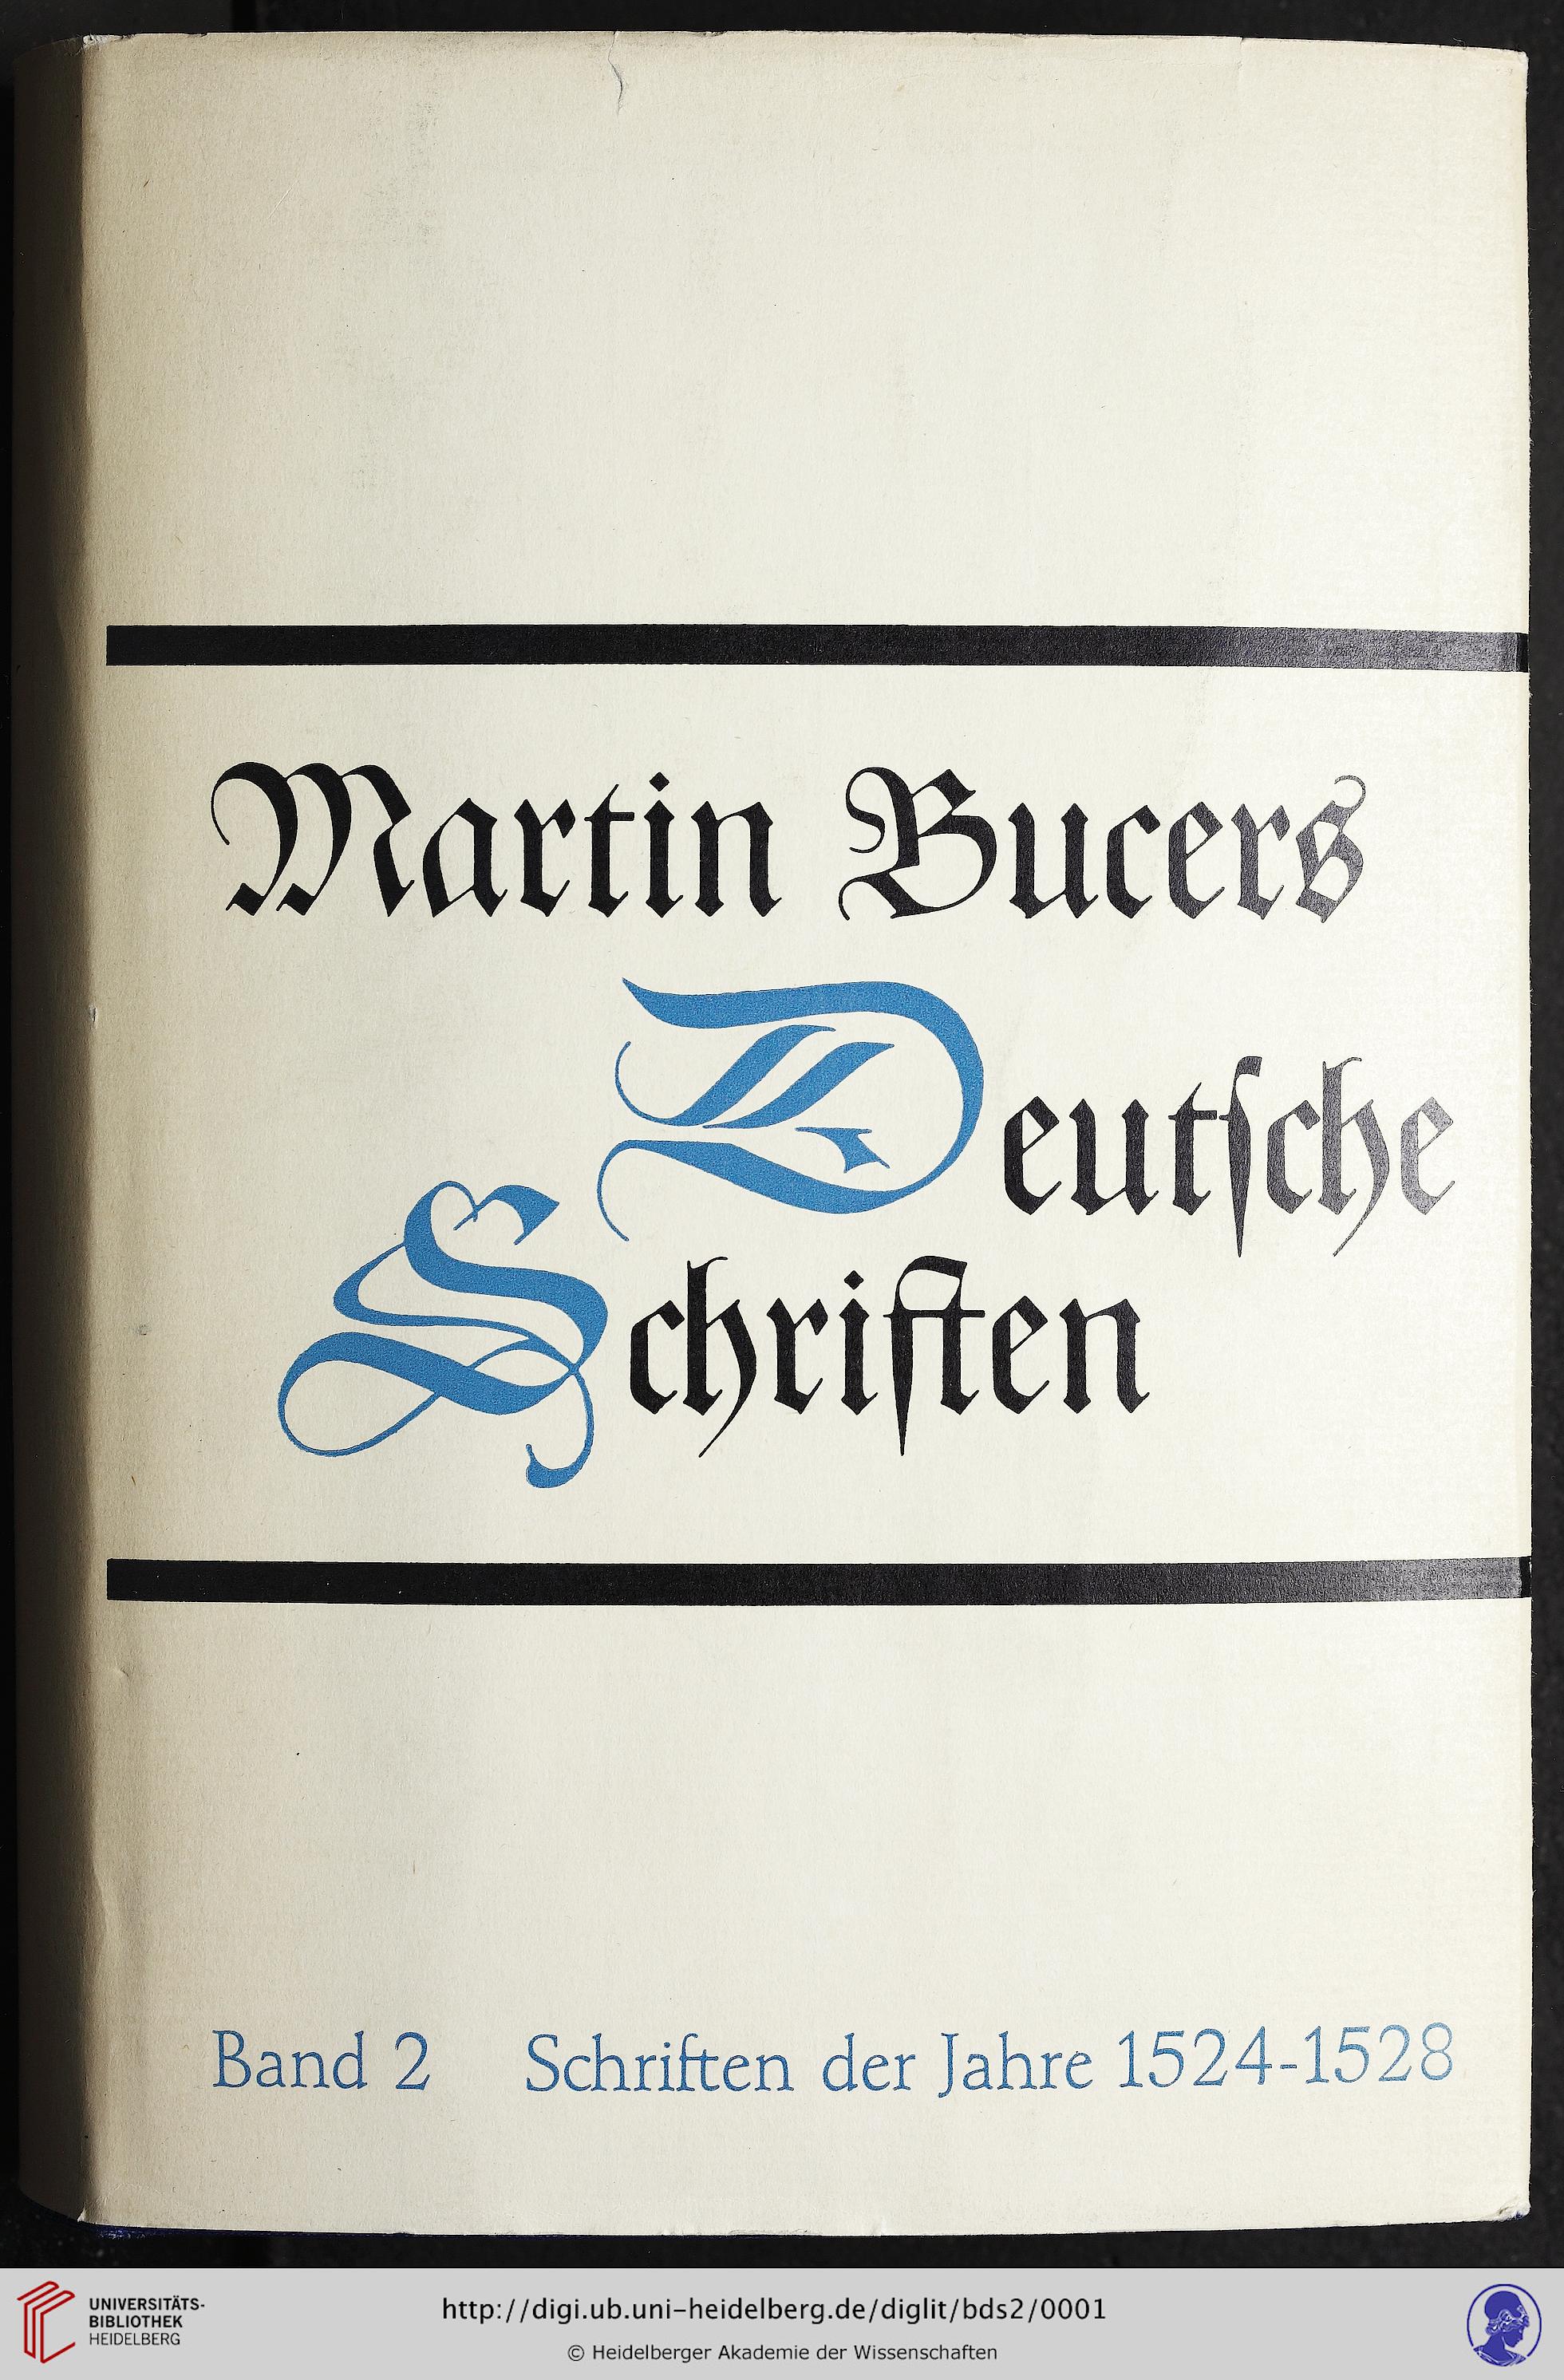 Martin Bucers
Deutſche
Schriften
Band 2 Schriften der Jahre 1524-1528
UNIVERSITÄTS-
BIBLIOTHEK
HEIDELBERG
http://digi.ub.uni-heidelberg.de/diglit/bds2/0001
© Heidelberger Akademie der Wissenschaften